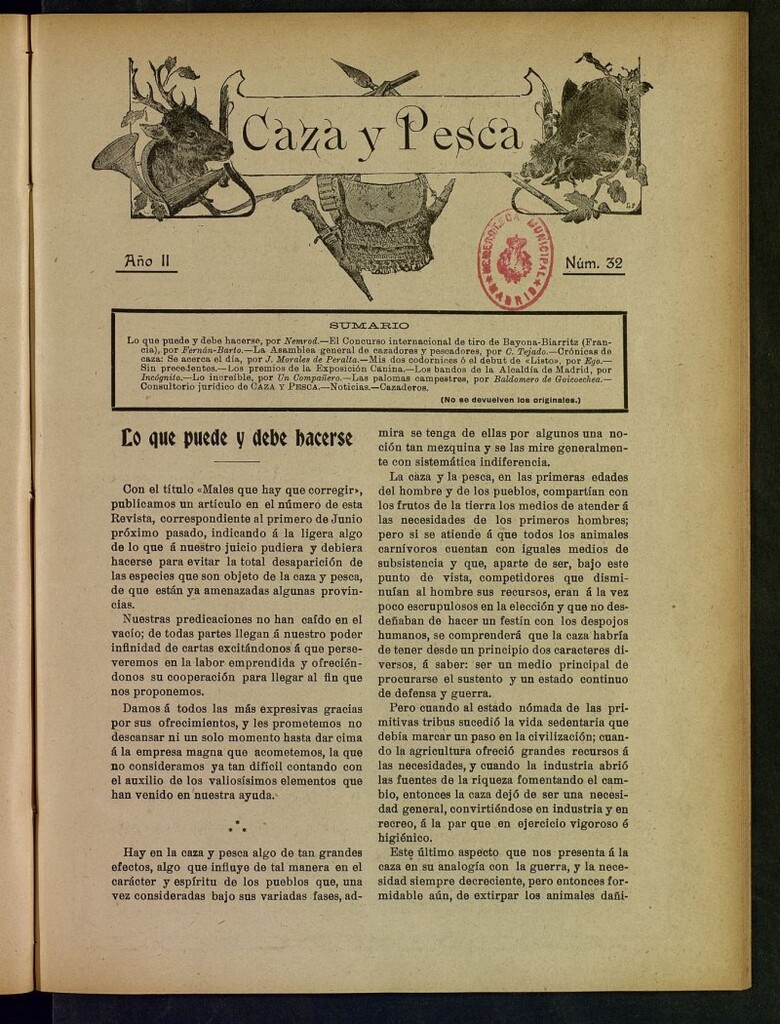 Caza y Pesca
Año II
HEMEROTECA MUNICIPAL
MADRID
Núm. 32
SUMARIO
Lo que puede y debe hacerse, por Nemrod.—El Concurso internacional de tiro de Bayona-Biarritz (Fran-
cia), por Fernán-Barto.—La Asamblea general de cazadores y pescadores, por C. Tejado.—Crónicas de
caza: Se acerca el día, por J. Morales de Peralta.—Mis dos codornices ó el debut de «Listo», por Ego.—
Sin precedentes.—Los premios de la Exposición Canina.—Los bandos de la Alcaldía de Madrid, por
Incógnito.—Lo increíble, por Un Compañero.—Las palomas campestres, por Baldomero de Goicoechea.—
Consultorio jurídico de CAZA Y PESCA.—Noticias.—Cazaderos.
(No se devuelven los originales.)
Lo que puede y debe hacerse
Con el título «Males que hay que corregir»,
publicamos un artículo en el número de esta
Revista, correspondiente al primero de Junio
próximo pasado, indicando á la ligera algo
de lo que á nuestro juicio pudiera y debiera
hacerse para evitar la total desaparición de
las especies que son objeto de la caza y pesca,
de que están ya amenazadas algunas provin-
cias.
Nuestras predicaciones no han caído en el
vacío; de todas partes llegan á nuestro poder
infinidad de cartas excitándonos á que perse-
veremos en la labor emprendida y ofrecién-
donos su cooperación para llegar al fin que
nos proponemos.
Damos á todos las más expresivas gracias
por sus ofrecimientos, y les prometemos no
descansar ni un solo momento hasta dar cima
á la empresa magna que acometemos, la que
no consideramos ya tan difícil contando con
el auxilio de los valiosísimos elementos que
han venido en nuestra ayuda.
Hay en la caza y pesca algo de tan grandes
efectos, algo que influye de tal manera en el
carácter y espíritu de los pueblos que, una
vez consideradas bajo sus variadas fases, ad-
mira se tenga de ellas por algunos una no-
ción tan mezquina y se las mire generalmen-
te con sistemática indiferencia.
La caza y la pesca, en las primeras edades
del hombre y de los pueblos, compartían con
los frutos de la tierra los medios de atender á
las necesidades de los primeros hombres;
pero si se atiende á que todos los animales
carnívoros cuentan con iguales medios de
subsistencia y que, aparte de ser, bajo este
punto de vista, competidores que dismi-
nuían al hombre sus recursos, eran á la vez
poco escrupulosos en la elección y que no des-
deñaban de hacer un festín con los despojos
humanos, se comprenderá que la caza habría
de tener desde un principio dos caracteres di-
versos, á saber: ser un medio principal de
procurarse el sustento y un estado continuo
de defensa y guerra.
Pero cuando al estado nómada de las pri-
mitivas tribus sucedió la vida sedentaria que
debía marcar un paso en la civilización; cuan-
do la agricultura ofreció grandes recursos á
las necesidades, y cuando la industria abrió
las fuentes de la riqueza fomentando el cam-
bio, entonces la caza dejó de ser una necesi-
dad general, convirtiéndose en industria y en
recreo, á la par que en ejercicio vigoroso é
higiénico.
Este último aspecto que nos presenta á la
caza en su analogía con la guerra, y la nece-
sidad siempre decreciente, pero entonces for-
midable aún, de extirpar los animales dañi-